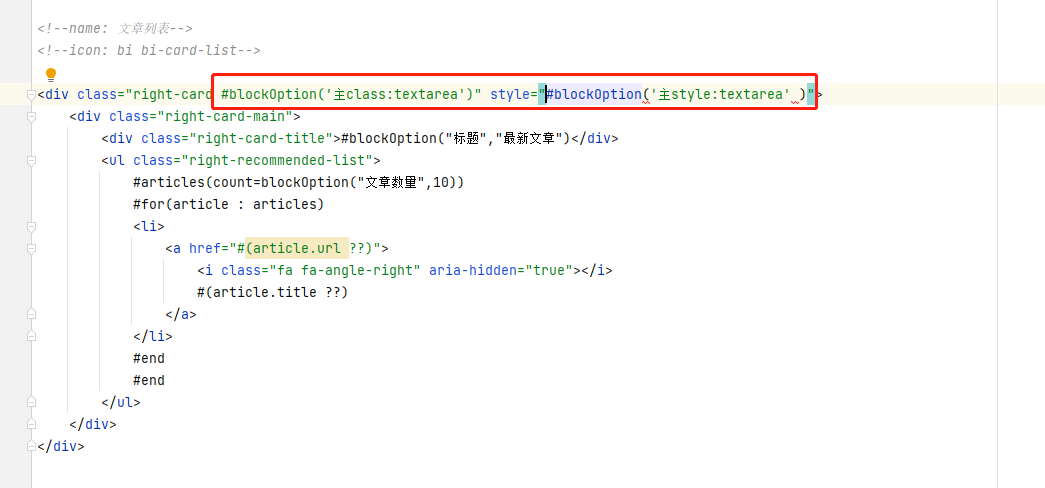 <!--name: 文章列表-->
<!--icon: bi bi-card-list-->
<div class="right-card #blockOption('主class:textarea')" style="#blockOption('主style:textarea' )">
<div class="right-card-main">
<div class="right-card-title">#blockOption("标题","最新文章")</div>
<ul class="right-recommended-list">
#articles(count=blockOption("文章数量",10))
#for(article : articles)
<li>
<a href="#(article.url ??)">
<i class="fa fa-angle-right" aria-hidden="true"></i>
#(article.title ??)
</a>
</li>
#end
#end
</ul>
</div>
</div>